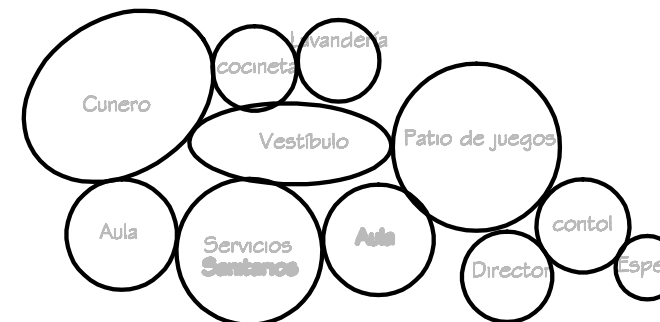 Lavandería
cocineta
Cunero
Vestíbulo
Patio de juegos
Aula
Servicios
Sanitarios
Aula
contol
Director
Espe